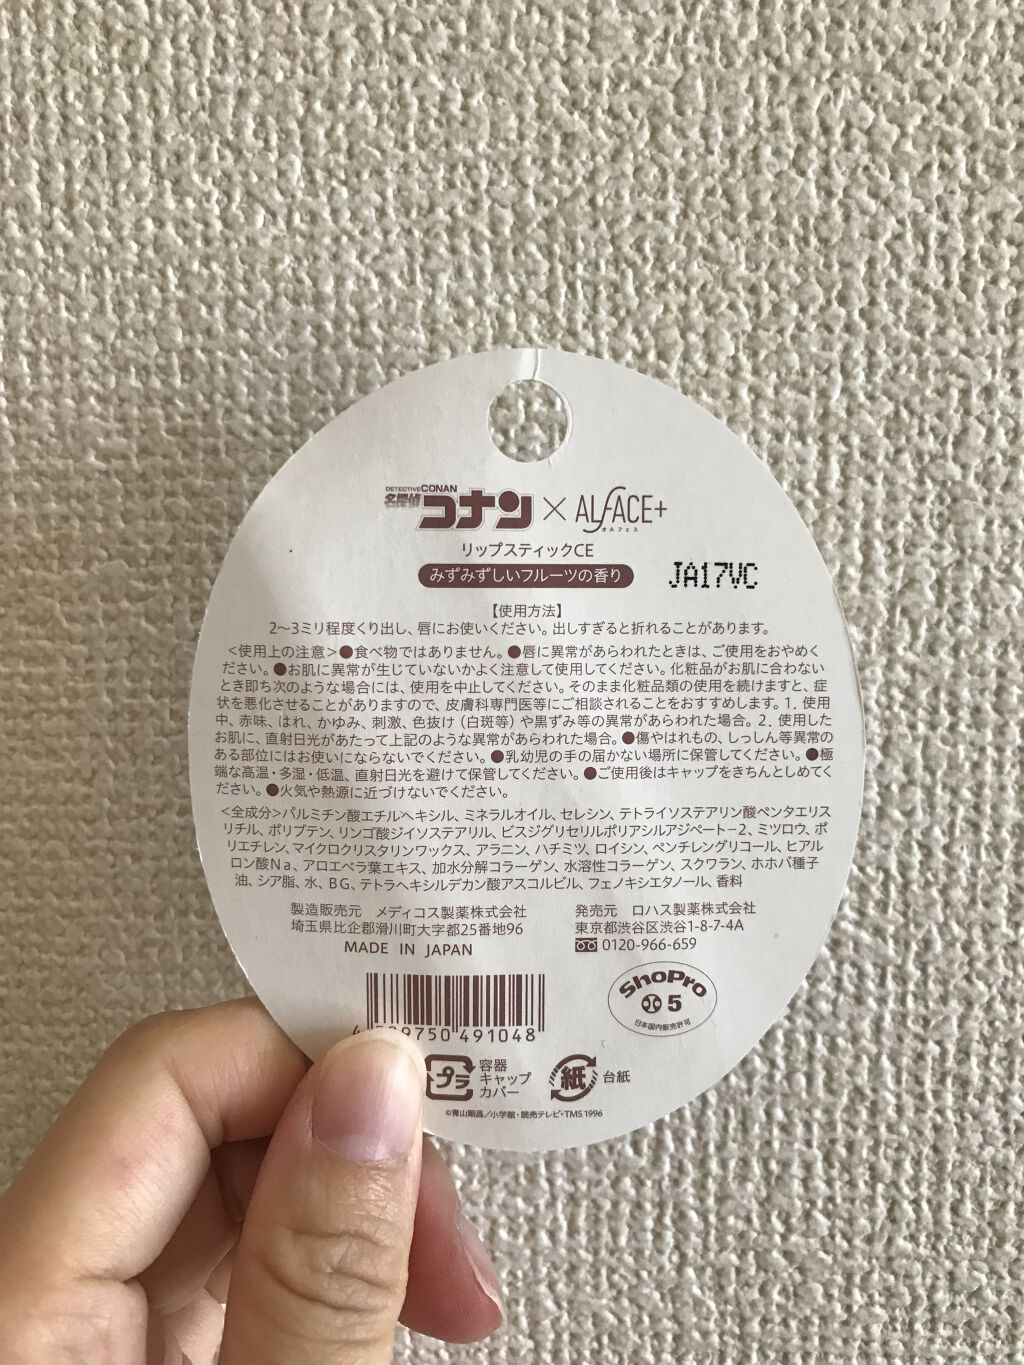 DETECTIVE CONAN
名探偵コナン × ALFACE+
オルフェス
リップスティックCE
みずみずしいフルーツの香り
JA17VC
【使用方法】
2〜3ミリ程度くり出し、唇にお使いください。出しすぎると折れることがあります。
＜使用上の注意＞●食べ物ではありません。●唇に異常があらわれたときは、ご使用をおやめく
ださい。●お肌に異常が生じていないかよく注意して使用してください。化粧品がお肌に合わない
とき即ち次のような場合には、使用を中止してください。そのまま化粧品類の使用を続けますと、症
状を悪化させることがありますので、皮膚科専門医等にご相談されることをおすすめします。1．使用
中、赤味、はれ、かゆみ、刺激、色抜け（白斑等）や黒ずみ等の異常があらわれた場合。2．使用した
お肌に、直射日光があたって上記のような異常があらわれた場合。●傷やはれもの、しっしん等異常の
ある部位にはお使いにならないでください。●乳幼児の手の届かない場所に保管してください。●極
端な高温・多湿・低温、直射日光を避けて保管してください。●ご使用後はキャップをきちんとしめてく
ださい。●火気や熱源に近づけないでください。
＜全成分＞パルミチン酸エチルヘキシル、ミネラルオイル、セレシン、テトライソステアリン酸ペンタエリス
リチル、ポリブテン、リンゴ酸ジイソステアリル、ビスジグリセリルポリアシルアジペート−2、ミツロウ、ポ
リエチレン、マイクロクリスタリンワックス、アラニン、ハチミツ、ロイシン、ペンチレングリコール、ヒアル
ロン酸Na、アロエベラ葉エキス、加水分解コラーゲン、水溶性コラーゲン、スクワラン、ホホバ種子
油、シア脂、水、BG、テトラヘキシルデカン酸アスコルビル、フェノキシエタノール、香料
製造販売元　メディコス製薬株式会社
埼玉県比企郡滑川町大字都25番地96
MADE IN JAPAN
発売元　ロハス製薬株式会社
東京都渋谷区渋谷1-8-7-4A
0120-966-659
ShoPro
5
日本国内販売許可
9750 491048
プラ
容器
キャップ
カバー
紙 台紙
©青山剛昌／小学館・読売テレビ・TMS 1996